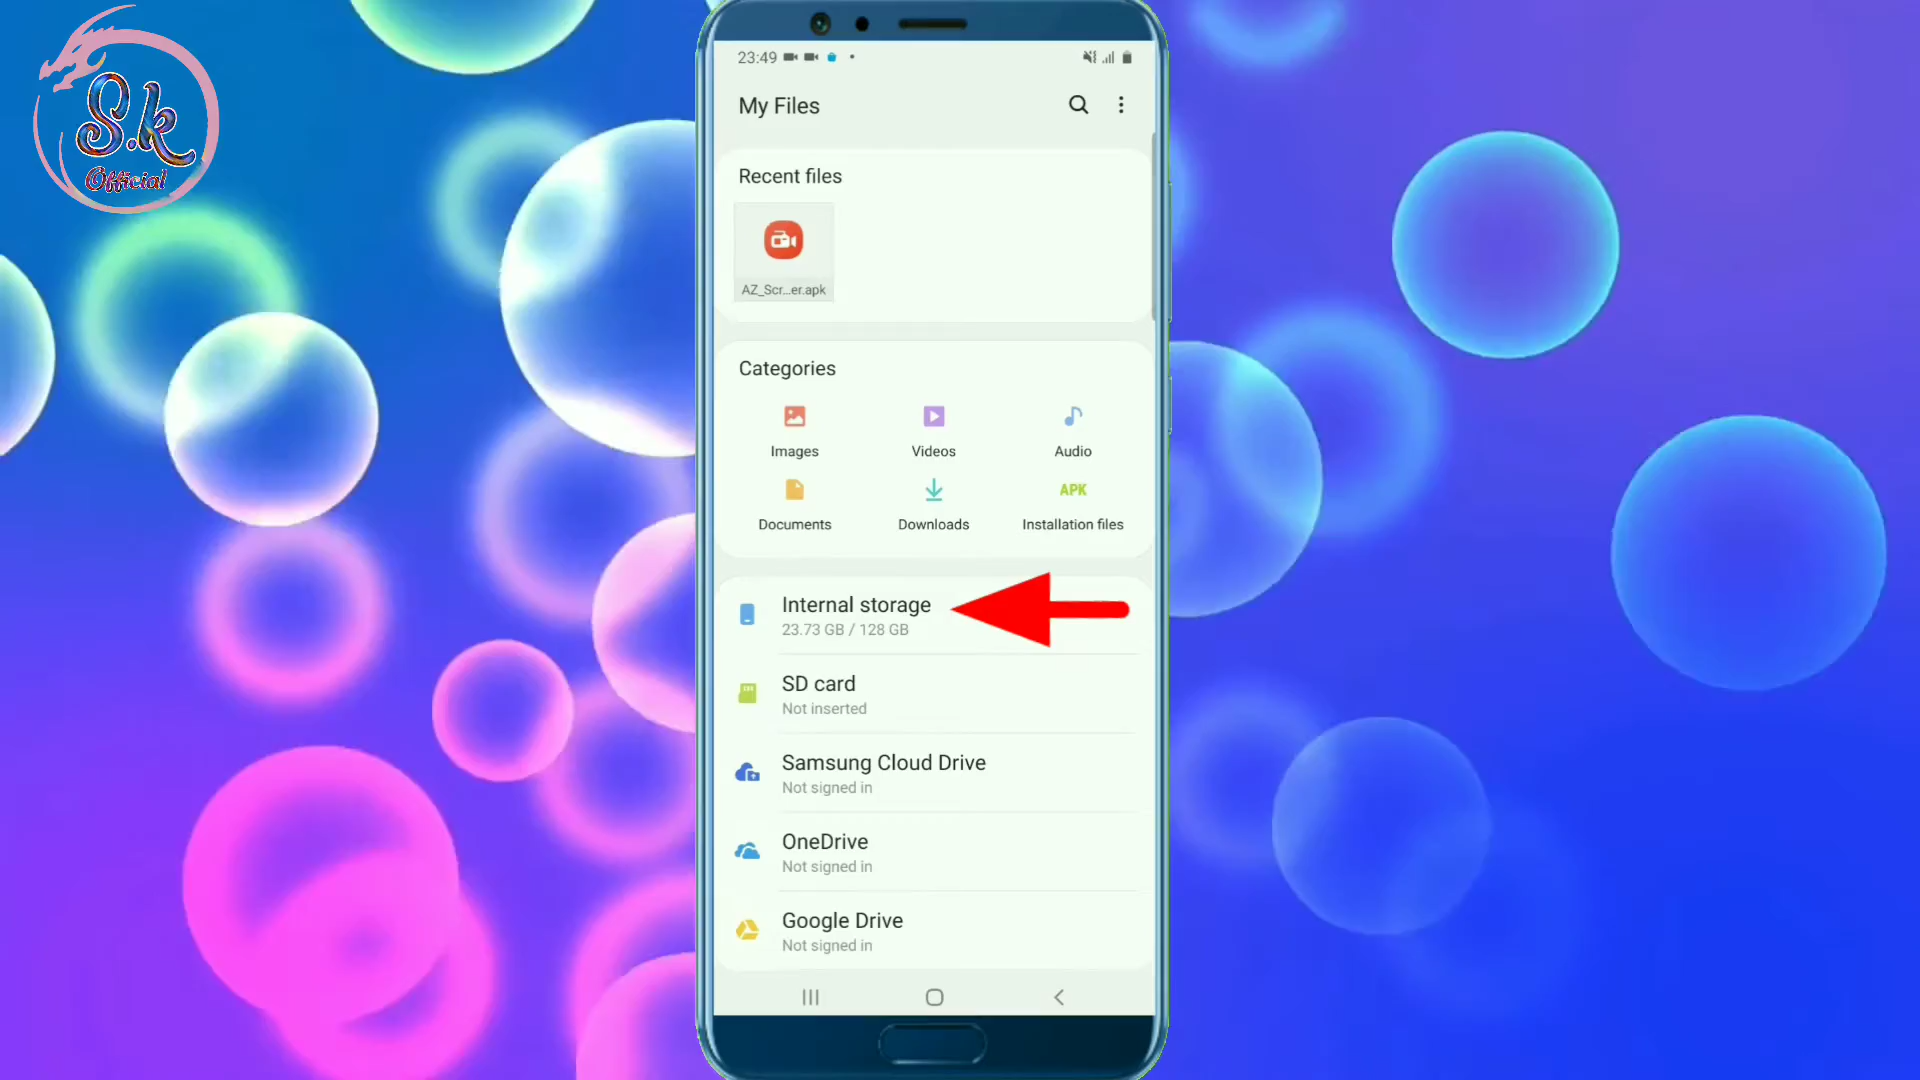 S.k
Official
23:49
My Files
Recent files
AZ_Scr...er.apk
Categories
Images
Videos
Audio
APK
Documents
Downloads
Installation files
Internal storage
23.73 GB / 128 GB
SD card
Not inserted
Samsung Cloud Drive
Not signed in
OneDrive
Not signed in
Google Drive
Not signed in